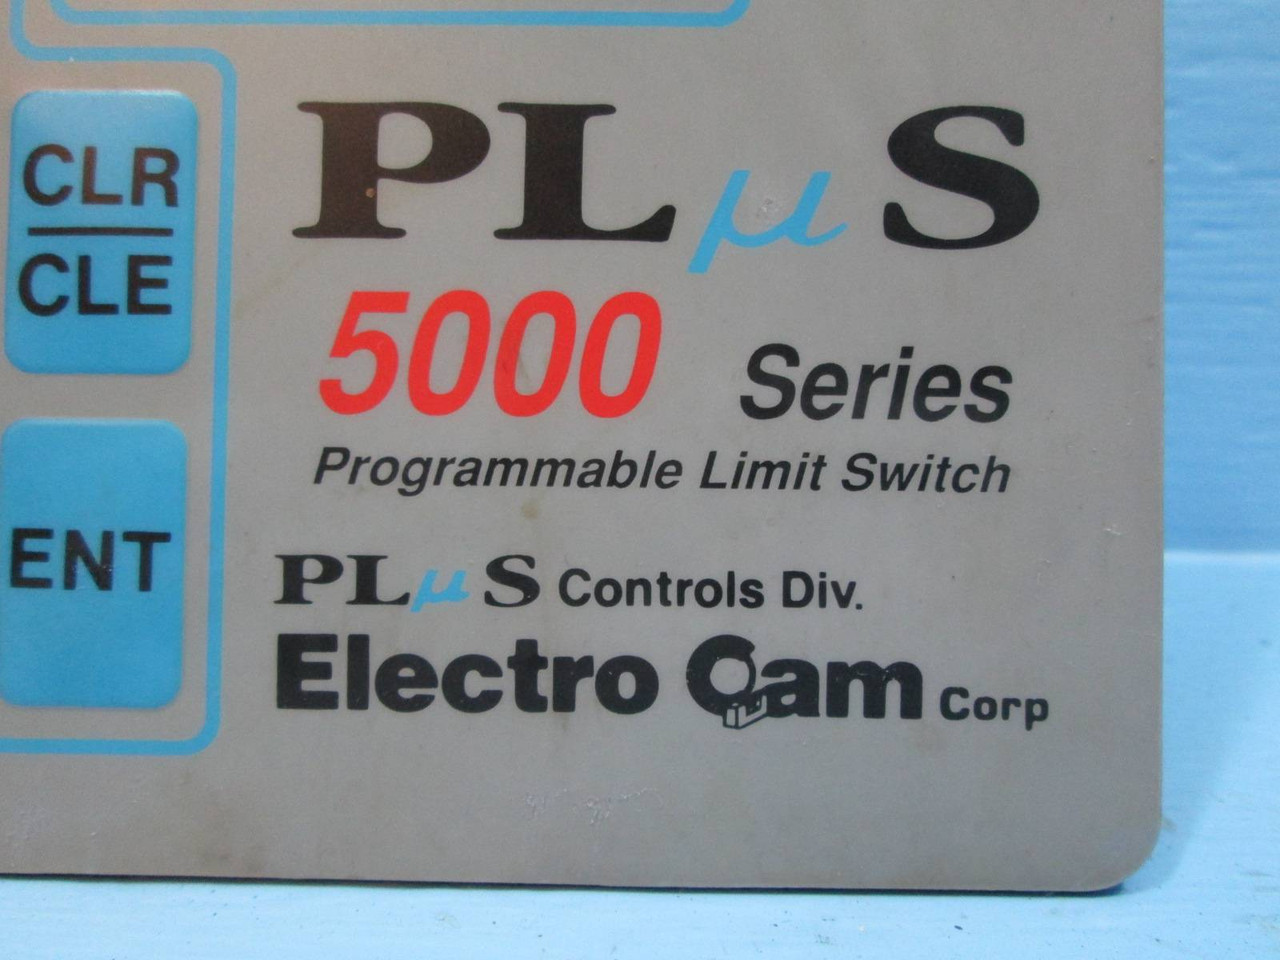 CLR
CLE
ENT
PLμS
5000 Series
Programmable Limit Switch
PLμS Controls Div.
Electro Cam Corp